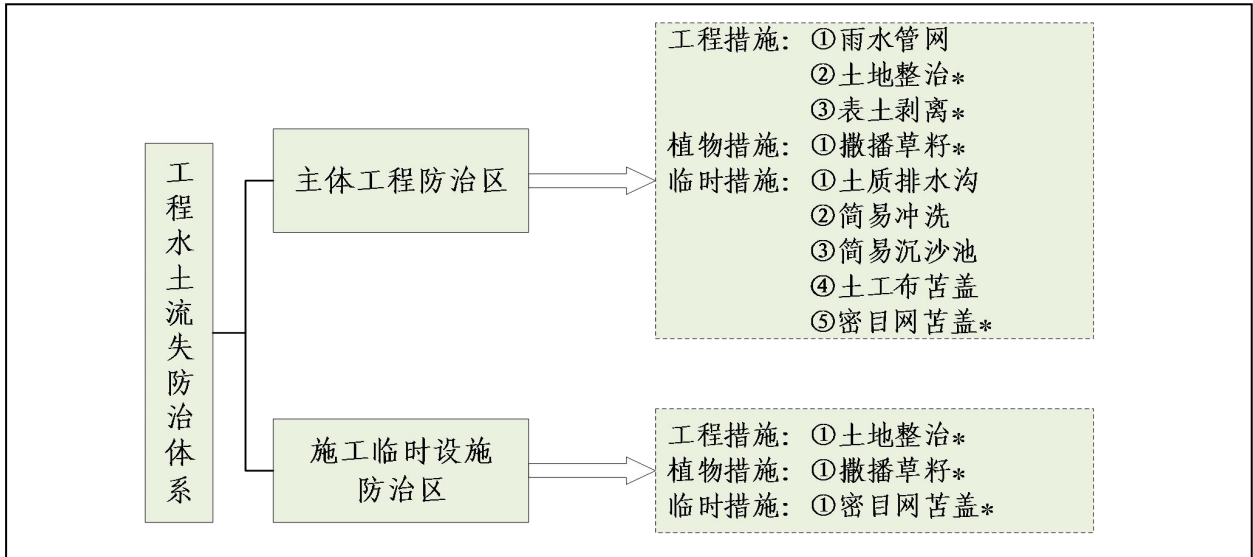 工程水土流失防治体系
主体工程防治区
工程措施：①雨水管网
②土地整治*
③表土剥离*
植物措施：①撒播草籽*
临时措施：①土质排水沟
②简易冲洗
③简易沉沙池
④土工布苫盖
⑤密目网苫盖*
施工临时设施
防治区
工程措施：①土地整治*
植物措施：①撒播草籽*
临时措施：①密目网苫盖*